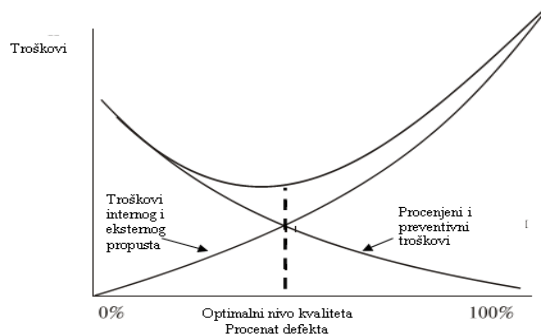 Troškovi
Troškovi
internog i
eksternog
propusta
Procenjeni i
preventivni
troškovi
0%
Optimalni nivo kvaliteta
100%
Procenat defekta